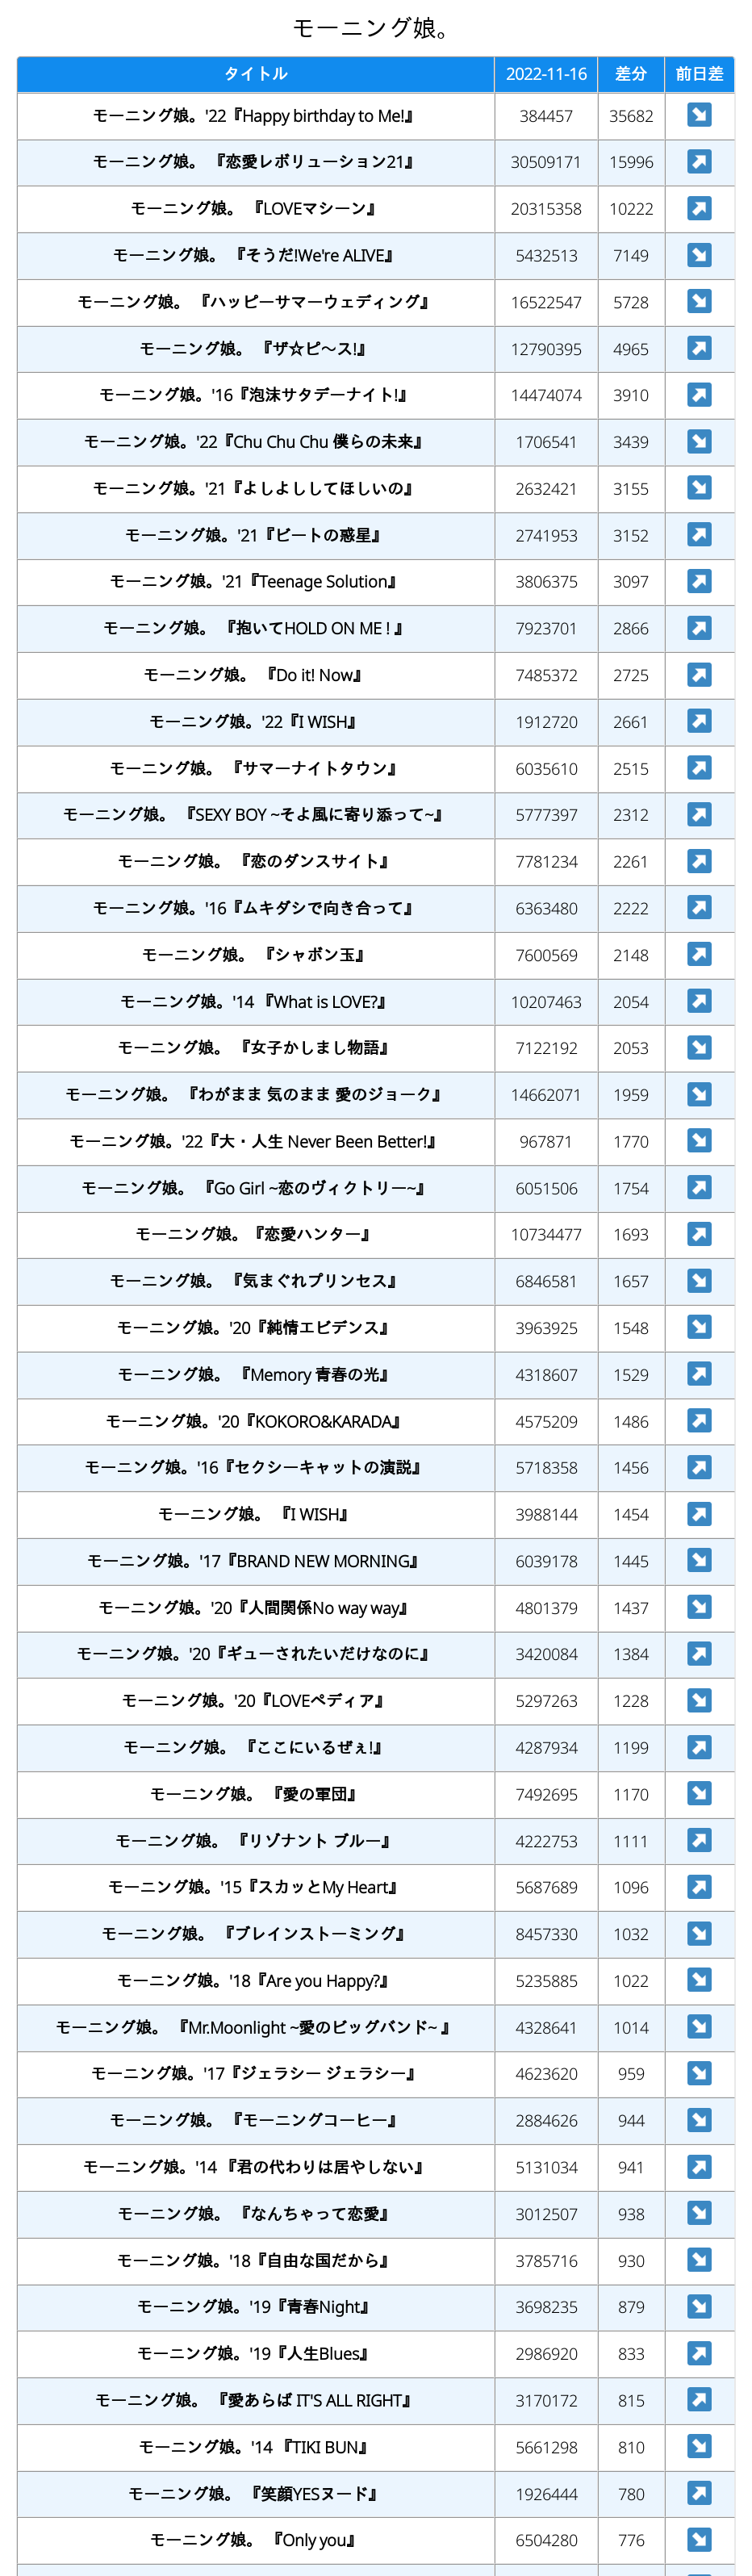 モーニング娘。
タイトル 2022-11-16 差分 前日差
モーニング娘。'22『Happy birthday to Me!』 384457 35682
モーニング娘。 『恋愛レボリューション21』 30509171 15996
モーニング娘。 『LOVEマシーン』 20315358 10222
モーニング娘。 『そうだ!We're ALIVE』 5432513 7149
モーニング娘。 『ハッピーサマーウェディング』 16522547 5728
モーニング娘。 『ザ☆ピ〜ス!』 12790395 4965
モーニング娘。'16『泡沫サタデーナイト!』 14474074 3910
モーニング娘。'22『Chu Chu Chu 僕らの未来』 1706541 3439
モーニング娘。'21『よしよししてほしいの』 2632421 3155
モーニング娘。'21『ビートの惑星』 2741953 3152
モーニング娘。'21『Teenage Solution』 3806375 3097
モーニング娘。 『抱いてHOLD ON ME ! 』 7923701 2866
モーニング娘。 『Do it! Now』 7485372 2725
モーニング娘。'22『I WISH』 1912720 2661
モーニング娘。 『サマーナイトタウン』 6035610 2515
モーニング娘。 『SEXY BOY ~そよ風に寄り添って~』 5777397 2312
モーニング娘。 『恋のダンスサイト』 7781234 2261
モーニング娘。'16『ムキダシで向き合って』 6363480 2222
モーニング娘。 『シャボン玉』 7600569 2148
モーニング娘。'14 『What is LOVE?』 10207463 2054
モーニング娘。 『女子かしまし物語』 7122192 2053
モーニング娘。 『わがまま 気のまま 愛のジョーク』 14662071 1959
モーニング娘。'22『大・人生 Never Been Better!』 967871 1770
モーニング娘。 『Go Girl ~恋のヴィクトリー~』 6051506 1754
モーニング娘。『恋愛ハンター』 10734477 1693
モーニング娘。 『気まぐれプリンセス』 6846581 1657
モーニング娘。'20『純情エビデンス』 3963925 1548
モーニング娘。 『Memory 青春の光』 4318607 1529
モーニング娘。'20『KOKORO&KARADA』 4575209 1486
モーニング娘。'16『セクシーキャットの演説』 5718358 1456
モーニング娘。 『I WISH』 3988144 1454
モーニング娘。'17『BRAND NEW MORNING』 6039178 1445
モーニング娘。'20『人間関係No way way』 4801379 1437
モーニング娘。'20『ギューされたいだけなのに』 3420084 1384
モーニング娘。'20『LOVEペディア』 5297263 1228
モーニング娘。 『ここにいるぜぇ!』 4287934 1199
モーニング娘。 『愛の軍団』 7492695 1170
モーニング娘。 『リゾナント ブルー』 4222753 1111
モーニング娘。'15『スカッとMy Heart』 5687689 1096
モーニング娘。 『ブレインストーミング』 8457330 1032
モーニング娘。'18『Are you Happy?』 5235885 1022
モーニング娘。 『Mr.Moonlight ~愛のビッグバンド~ 』 4328641 1014
モーニング娘。'17『ジェラシー ジェラシー』 4623620 959
モーニング娘。 『モーニングコーヒー』 2884626 944
モーニング娘。'14 『君の代わりは居やしない』 5131034 941
モーニング娘。 『なんちゃって恋愛』 3012507 938
モーニング娘。'18『自由な国だから』 3785716 930
モーニング娘。'19『青春Night』 3698235 879
モーニング娘。'19『人生Blues』 2986920 833
モーニング娘。 『愛あらば IT'S ALL RIGHT』 3170172 815
モーニング娘。'14 『TIKI BUN』 5661298 810
モーニング娘。 『笑顔YESヌード』 1926444 780
モーニング娘。 『Only you』 6504280 776